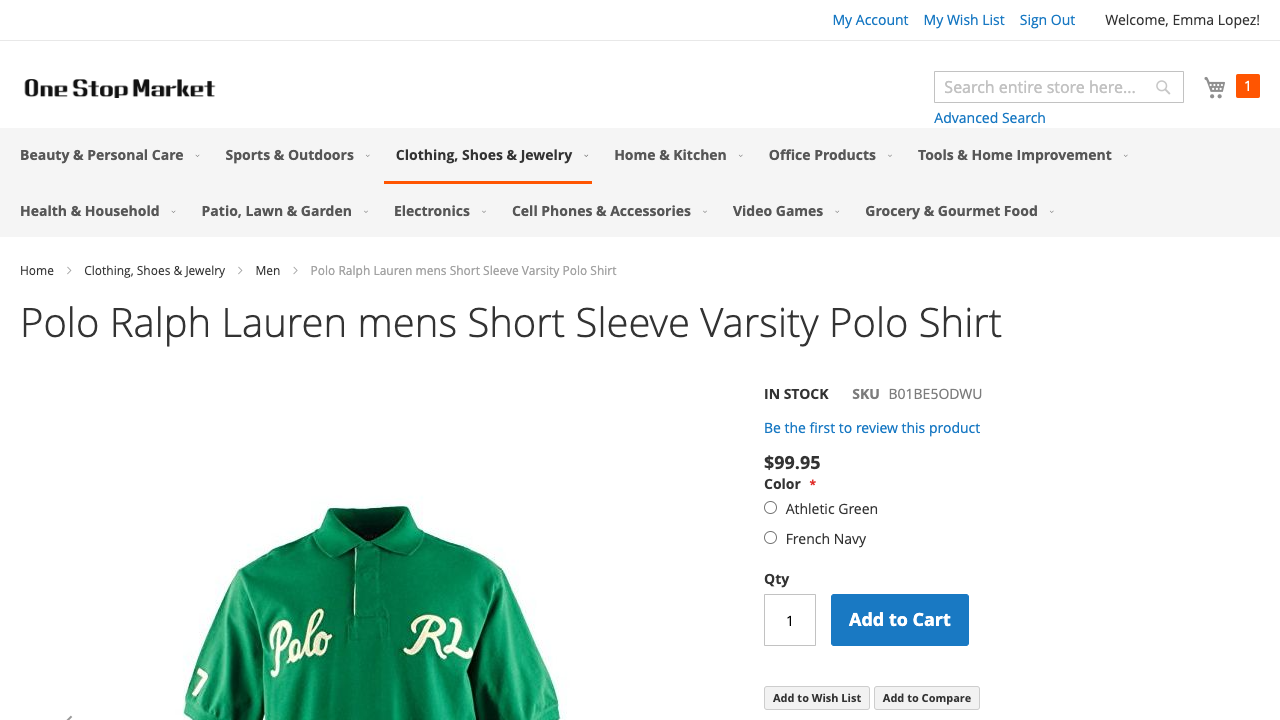 My Account My Wish List Sign Out Welcome, Emma Lopez!
One Stop Market
Search entire store here...
1
Advanced Search
Beauty & Personal Care Sports & Outdoors Clothing, Shoes & Jewelry Home & Kitchen Office Products Tools & Home Improvement
Health & Household Patio, Lawn & Garden Electronics Cell Phones & Accessories Video Games Grocery & Gourmet Food
Home Clothing, Shoes & Jewelry Men Polo Ralph Lauren mens Short Sleeve Varsity Polo Shirt
Polo Ralph Lauren mens Short Sleeve Varsity Polo Shirt
IN STOCK SKU B01BE5ODWU
Be the first to review this product
$99.95
Color *
Athletic Green
French Navy
Qty
1 Add to Cart
Add to Wish List Add to Compare
Polo RL
7